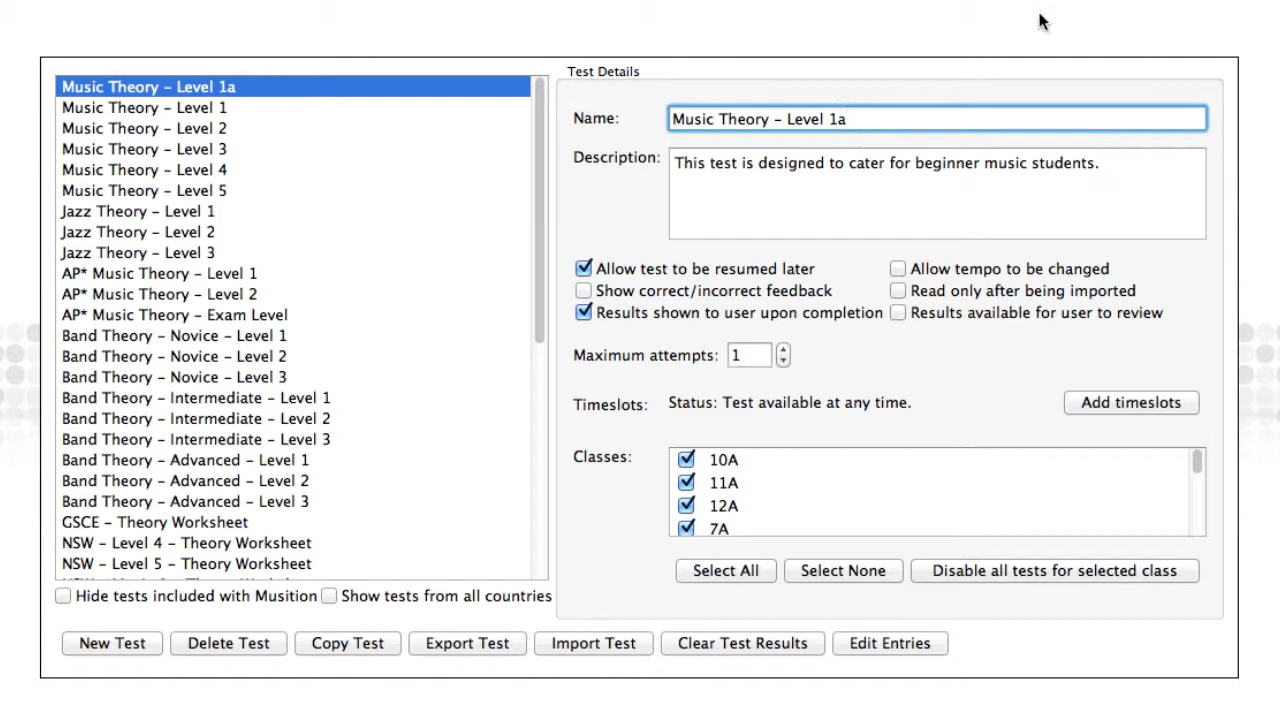 Music Theory – Level 1a
Music Theory – Level 1
Music Theory – Level 2
Music Theory – Level 3
Music Theory – Level 4
Music Theory – Level 5
Jazz Theory – Level 1
Jazz Theory – Level 2
Jazz Theory – Level 3
AP* Music Theory – Level 1
AP* Music Theory – Level 2
AP* Music Theory – Exam Level
Band Theory – Novice – Level 1
Band Theory – Novice – Level 2
Band Theory – Novice – Level 3
Band Theory – Intermediate – Level 1
Band Theory – Intermediate – Level 2
Band Theory – Intermediate – Level 3
Band Theory – Advanced – Level 1
Band Theory – Advanced – Level 2
Band Theory – Advanced – Level 3
GSCE – Theory Worksheet
NSW – Level 4 – Theory Worksheet
NSW – Level 5 – Theory Worksheet
Hide tests included with Musition Show tests from all countries
Test Details
Name: Music Theory – Level 1a
Description: This test is designed to cater for beginner music students.
Allow test to be resumed later Allow tempo to be changed
Show correct/incorrect feedback Read only after being imported
Results shown to user upon completion Results available for user to review
Maximum attempts: 1
Timeslots: Status: Test available at any time. Add timeslots
Classes: 10A
11A
12A
7A
Select All Select None Disable all tests for selected class
New Test Delete Test Copy Test Export Test Import Test Clear Test Results Edit Entries